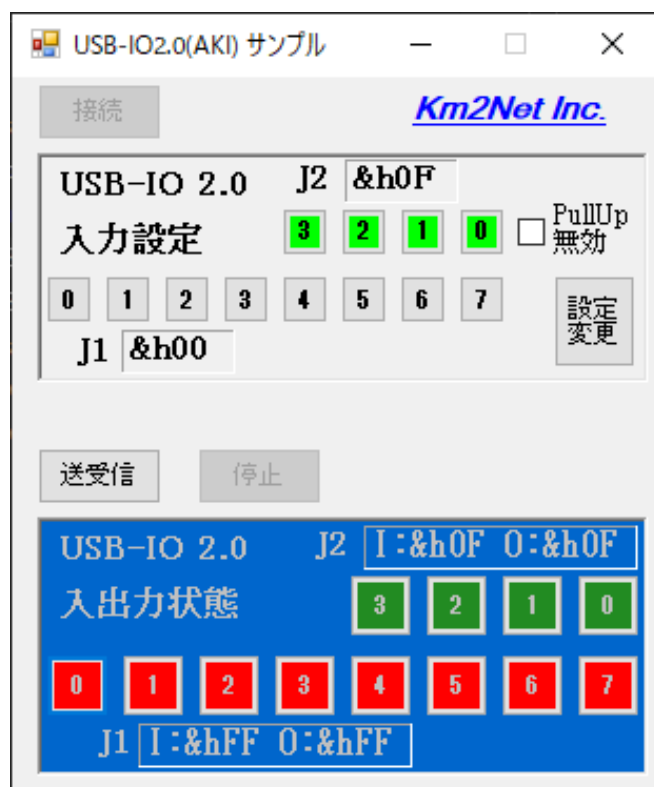 USB-IO2.0(AKI) サンプル
接続
Km2Net Inc.
USB-IO 2.0 J2 &h0F
入力設定 3 2 1 0 PullUp
無効
0 1 2 3 4 5 6 7 設定
変更
J1 &h00
送受信 停止
USB-IO 2.0 J2 I:&h0F O:&h0F
入出力状態 3 2 1 0
0 1 2 3 4 5 6 7
J1 I:&hFF O:&hFF